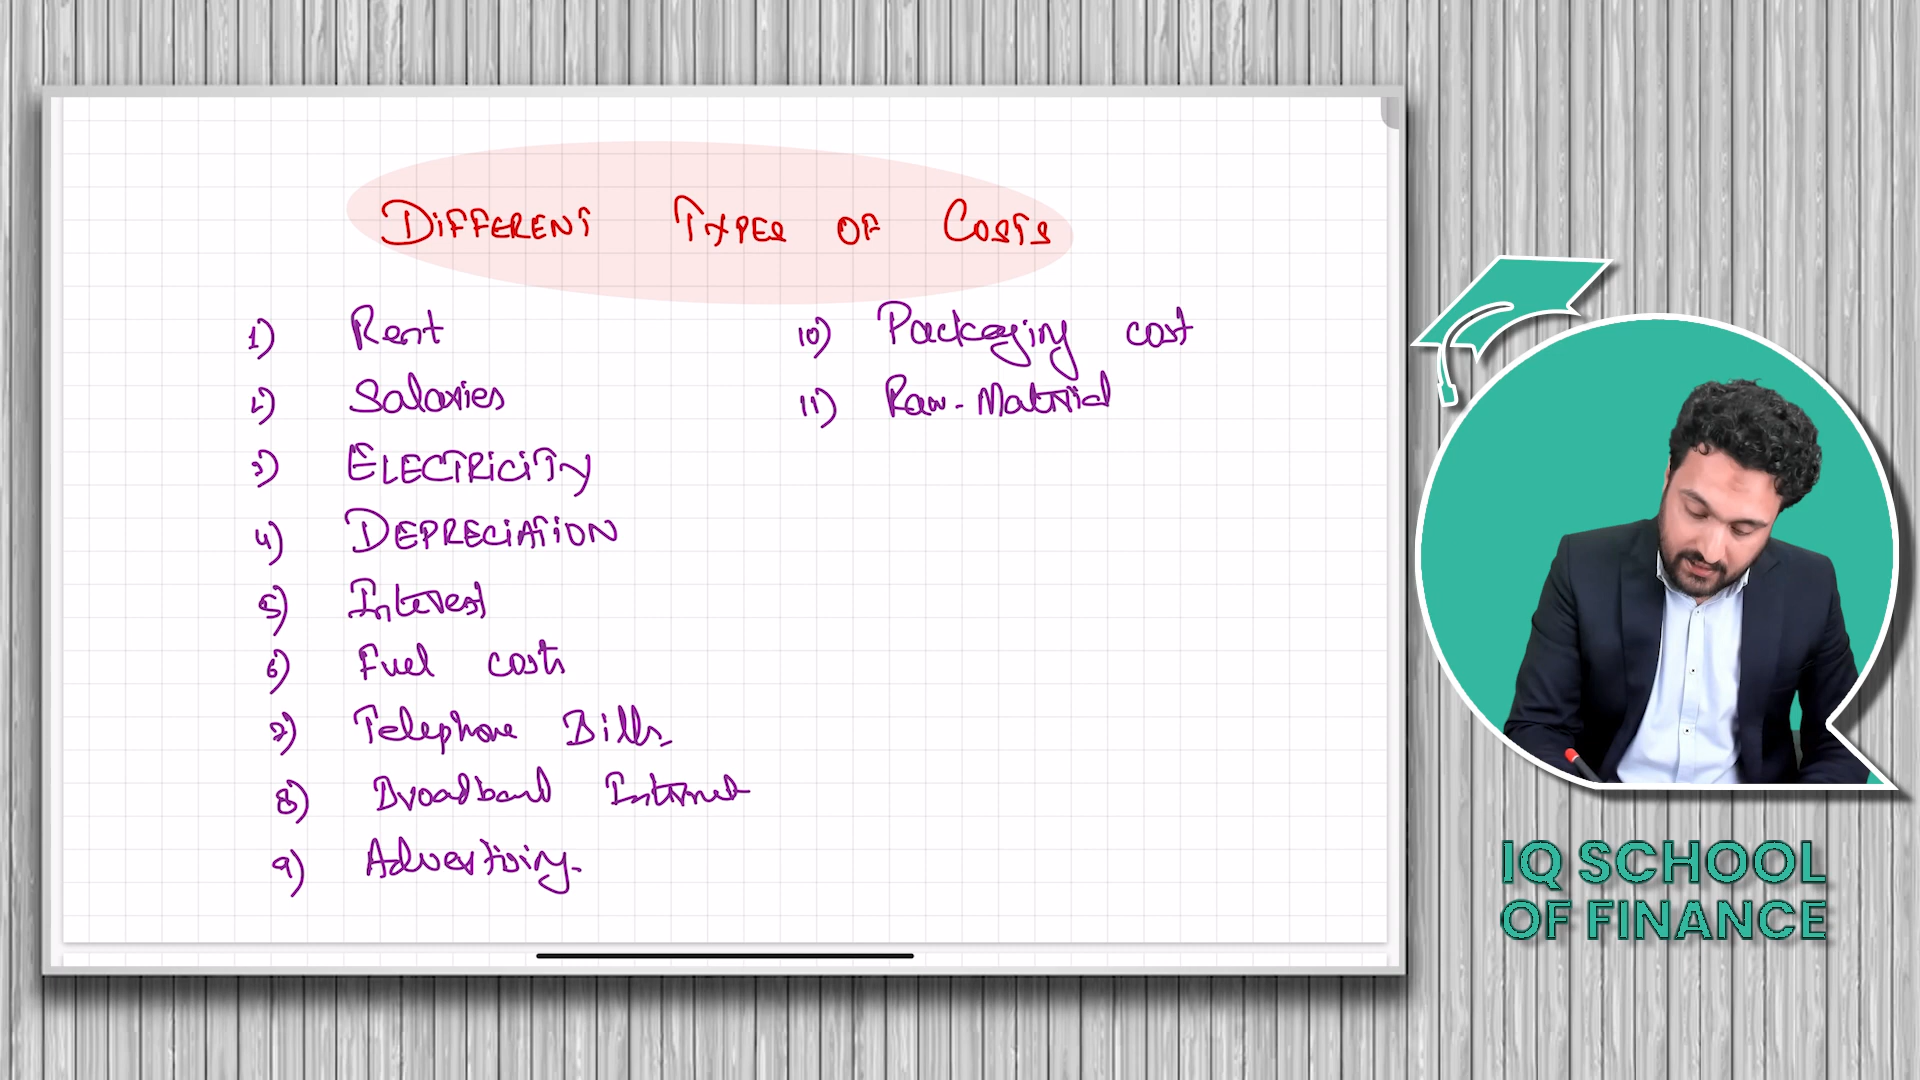 DIFFERENT TYPES OF COSTS
1) Rent
2) Salaries
3) ELECTRICITY
4) DEPRECIATION
5) Interest
6) Fuel costs
7) Telephone Bills
8) Broadband Internet
9) Advertising
10) Packaging cost
11) Raw-Material
IQ SCHOOL
OF FINANCE